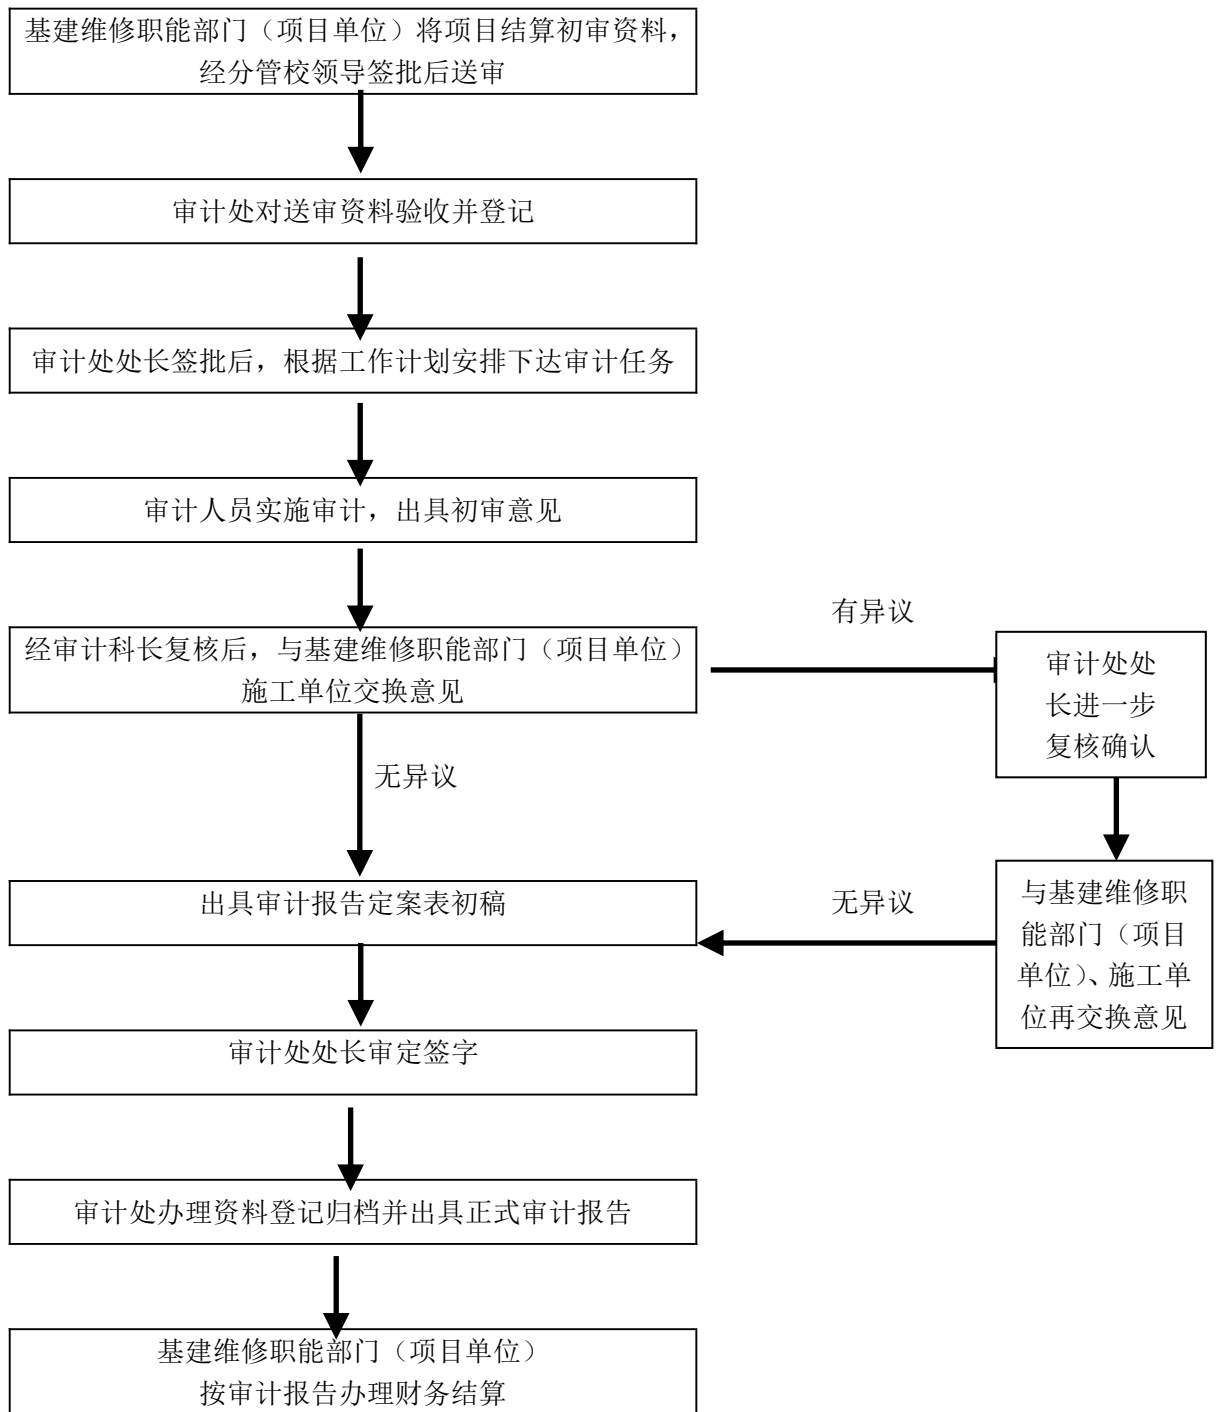 基建维修职能部门（项目单位）将项目结算初审资料，
经分管校领导签批后送审
审计处对送审资料验收并登记
审计处处长签批后，根据工作计划安排下达审计任务
审计人员实施审计，出具初审意见
经审计科长复核后，与基建维修职能部门（项目单位）
施工单位交换意见
有异议
审计处处
长进一步
复核确认
无异议
与基建维修职
能部门（项目
单位）、施工单
位再交换意见
无异议
出具审计报告定案表初稿
审计处处长审定签字
审计处办理资料登记归档并出具正式审计报告
基建维修职能部门（项目单位）
按审计报告办理财务结算